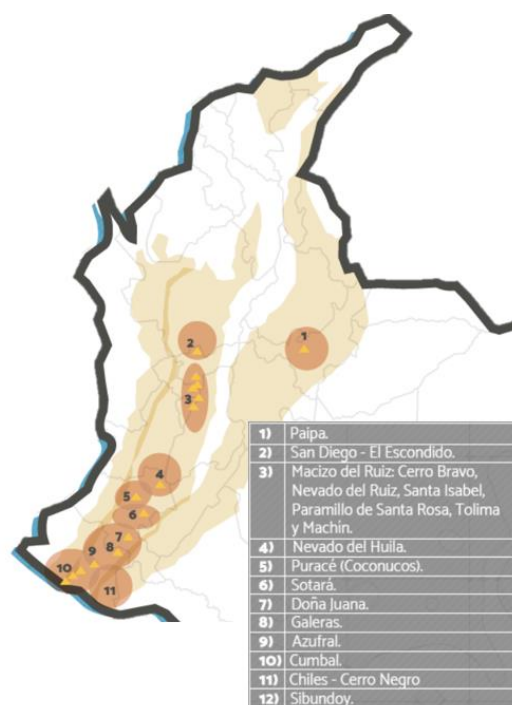 1
2
3
4
5
6
7
8
9
10
11
1) Paipa.
2) San Diego - El Escondido.
3) Macizo del Ruiz: Cerro Bravo,
Nevado del Ruiz, Santa Isabel,
Paramillo de Santa Rosa, Tolima
y Machín.
4) Nevado del Huila.
5) Puracé (Coconucos).
6) Sotará.
7) Doña Juana.
8) Galeras.
9) Azufral.
10) Cumbal.
11) Chiles - Cerro Negro
12) Sibundoy.